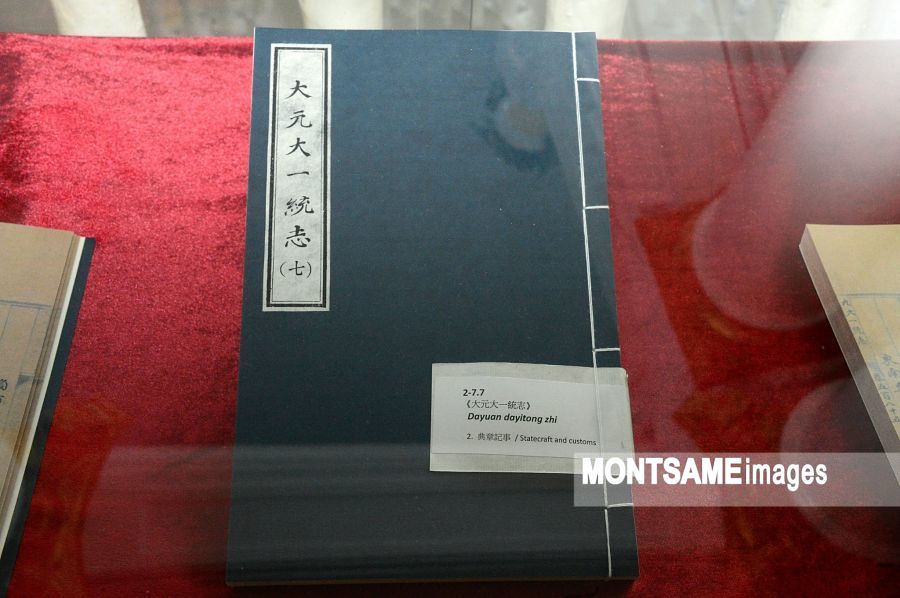 大元大一統志
(七)
2-7.7
《大元大一統志》
Dayuan dayitong zhi
2. 典章記事 / Statecraft and customs
MONTSAMEimages